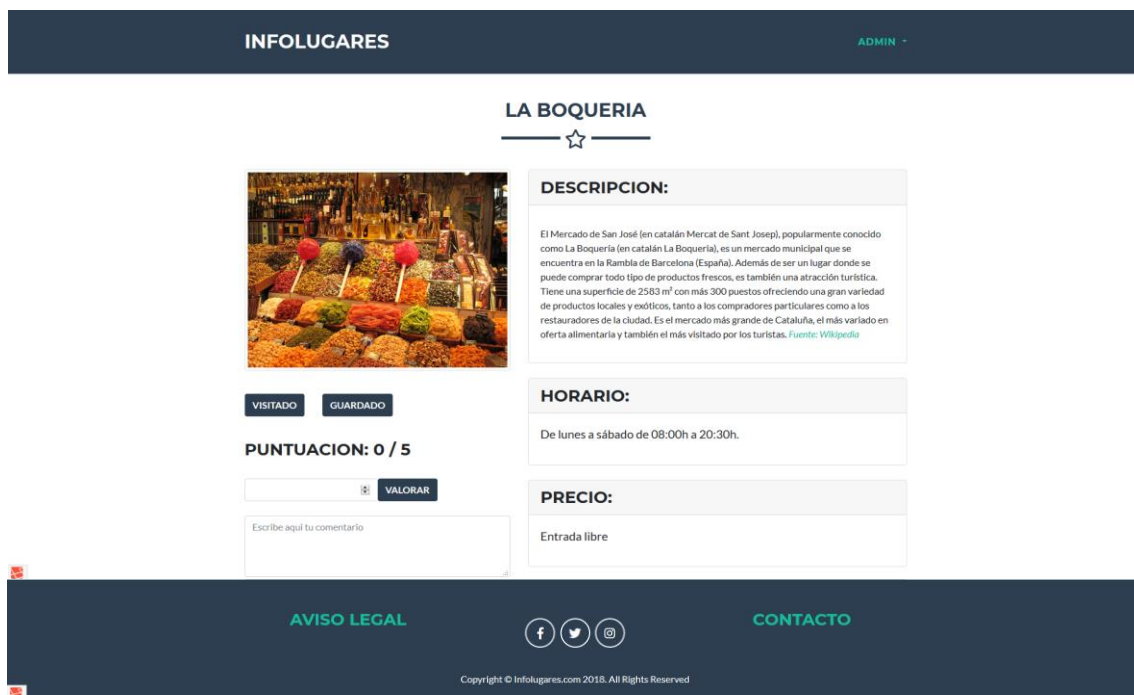 INFOLUGARES
ADMIN
LA BOQUERIA
DESCRIPCION:
El Mercado de San José (en catalán Mercat de Sant Josep), popularmente conocido
como La Boquería (en catalán La Boqueria), es un mercado municipal que se
encuentra en la Rambla de Barcelona (España). Además de ser un lugar donde se
puede comprar todo tipo de productos frescos, es también una atracción turística.
Tiene una superficie de 2583 m² con más 300 puestos ofreciendo una gran variedad
de productos locales y exóticos, tanto a los compradores particulares como a los
restauradores de la ciudad. Es el mercado más grande de Cataluña, el más variado en
oferta alimentaria y también el más visitado por los turistas. Fuente: Wikipedia
VISITADO GUARDADO
PUNTUACION: 0 / 5
VALORAR
Escribe aquí tu comentario
HORARIO:
De lunes a sábado de 08:00h a 20:30h.
PRECIO:
Entrada libre
AVISO LEGAL
CONTACTO
Copyright © Infolugares.com 2018. All Rights Reserved